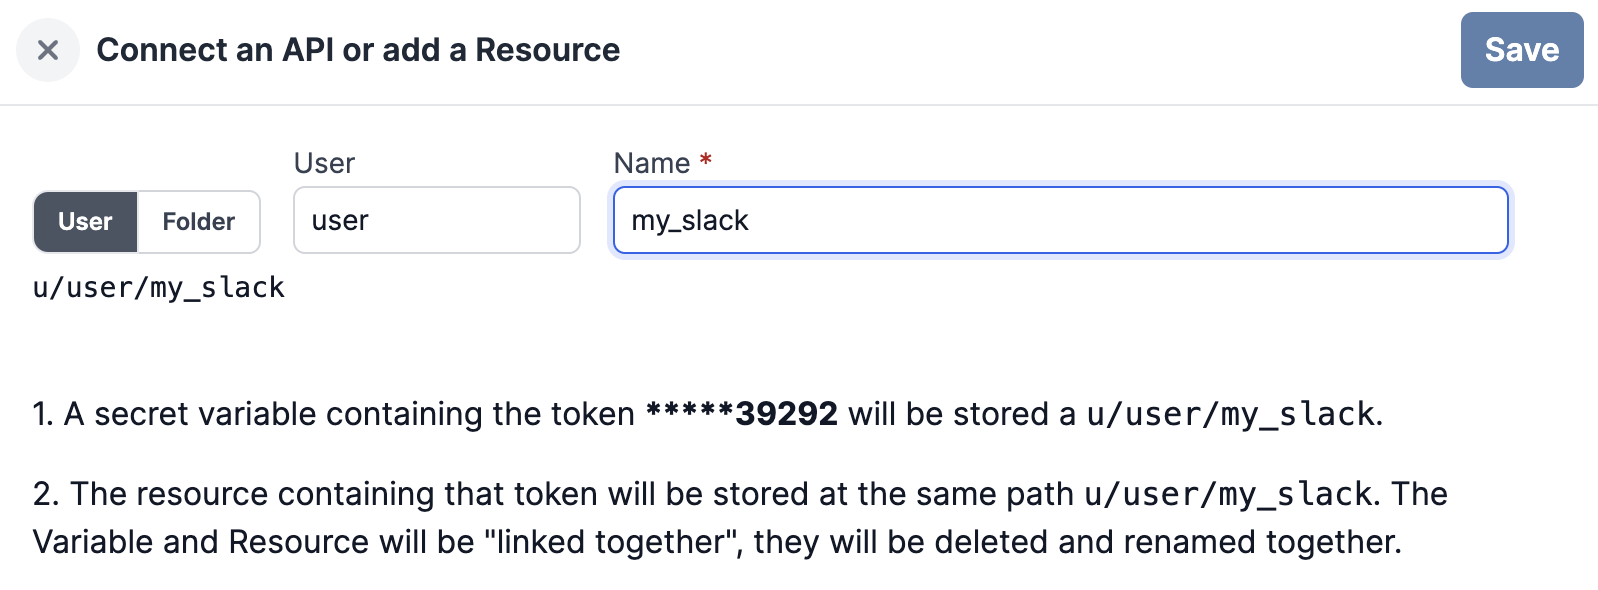 Connect an API or add a Resource
Save
User
Name *
User
Folder
user
my_slack
u/user/my_slack
1. A secret variable containing the token *****39292 will be stored a u/user/my_slack.
2. The resource containing that token will be stored at the same path u/user/my_slack. The
Variable and Resource will be "linked together", they will be deleted and renamed together.